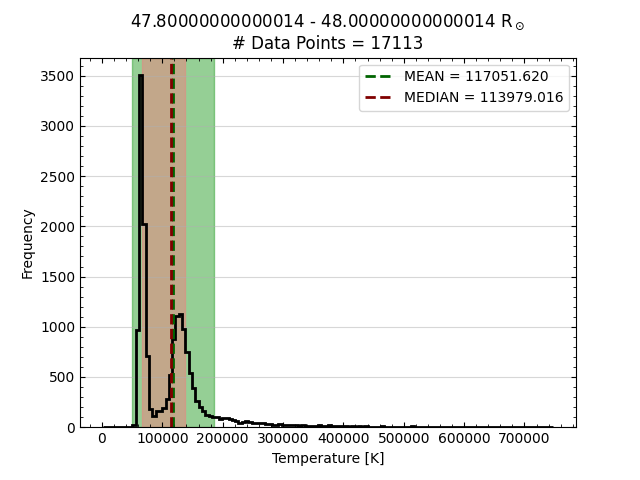 47.80000000000014 - 48.00000000000014 R⊙
# Data Points = 17113
MEAN = 117051.620
MEDIAN = 113979.016
Frequency
3500
3000
2500
2000
1500
1000
500
0
0 100000 200000 300000 400000 500000 600000 700000
Temperature [K]